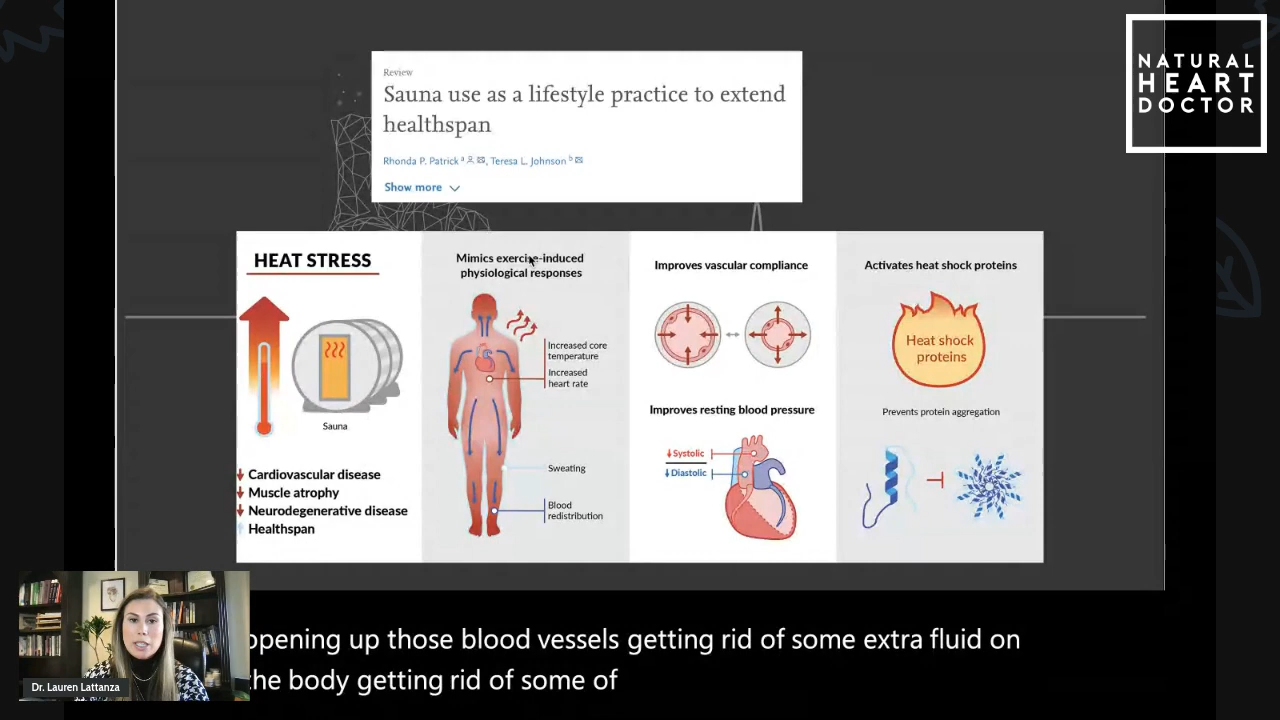 NATURAL
HEART
DOCTOR
Review
Sauna use as a lifestyle practice to extend
healthspan
Rhonda P. Patrick a, Teresa L. Johnson b
Show more
HEAT STRESS
Sauna
Cardiovascular disease
Muscle atrophy
Neurodegenerative disease
Healthspan
Mimics exercise-induced
physiological responses
Increased core
temperature
Increased
heart rate
Sweating
Blood
redistribution
Improves vascular compliance
Improves resting blood pressure
Systolic
Diastolic
Activates heat shock proteins
Heat shock
proteins
Prevents protein aggregation
opening up those blood vessels getting rid of some extra fluid on
the body getting rid of some of
Dr. Lauren Lattanza